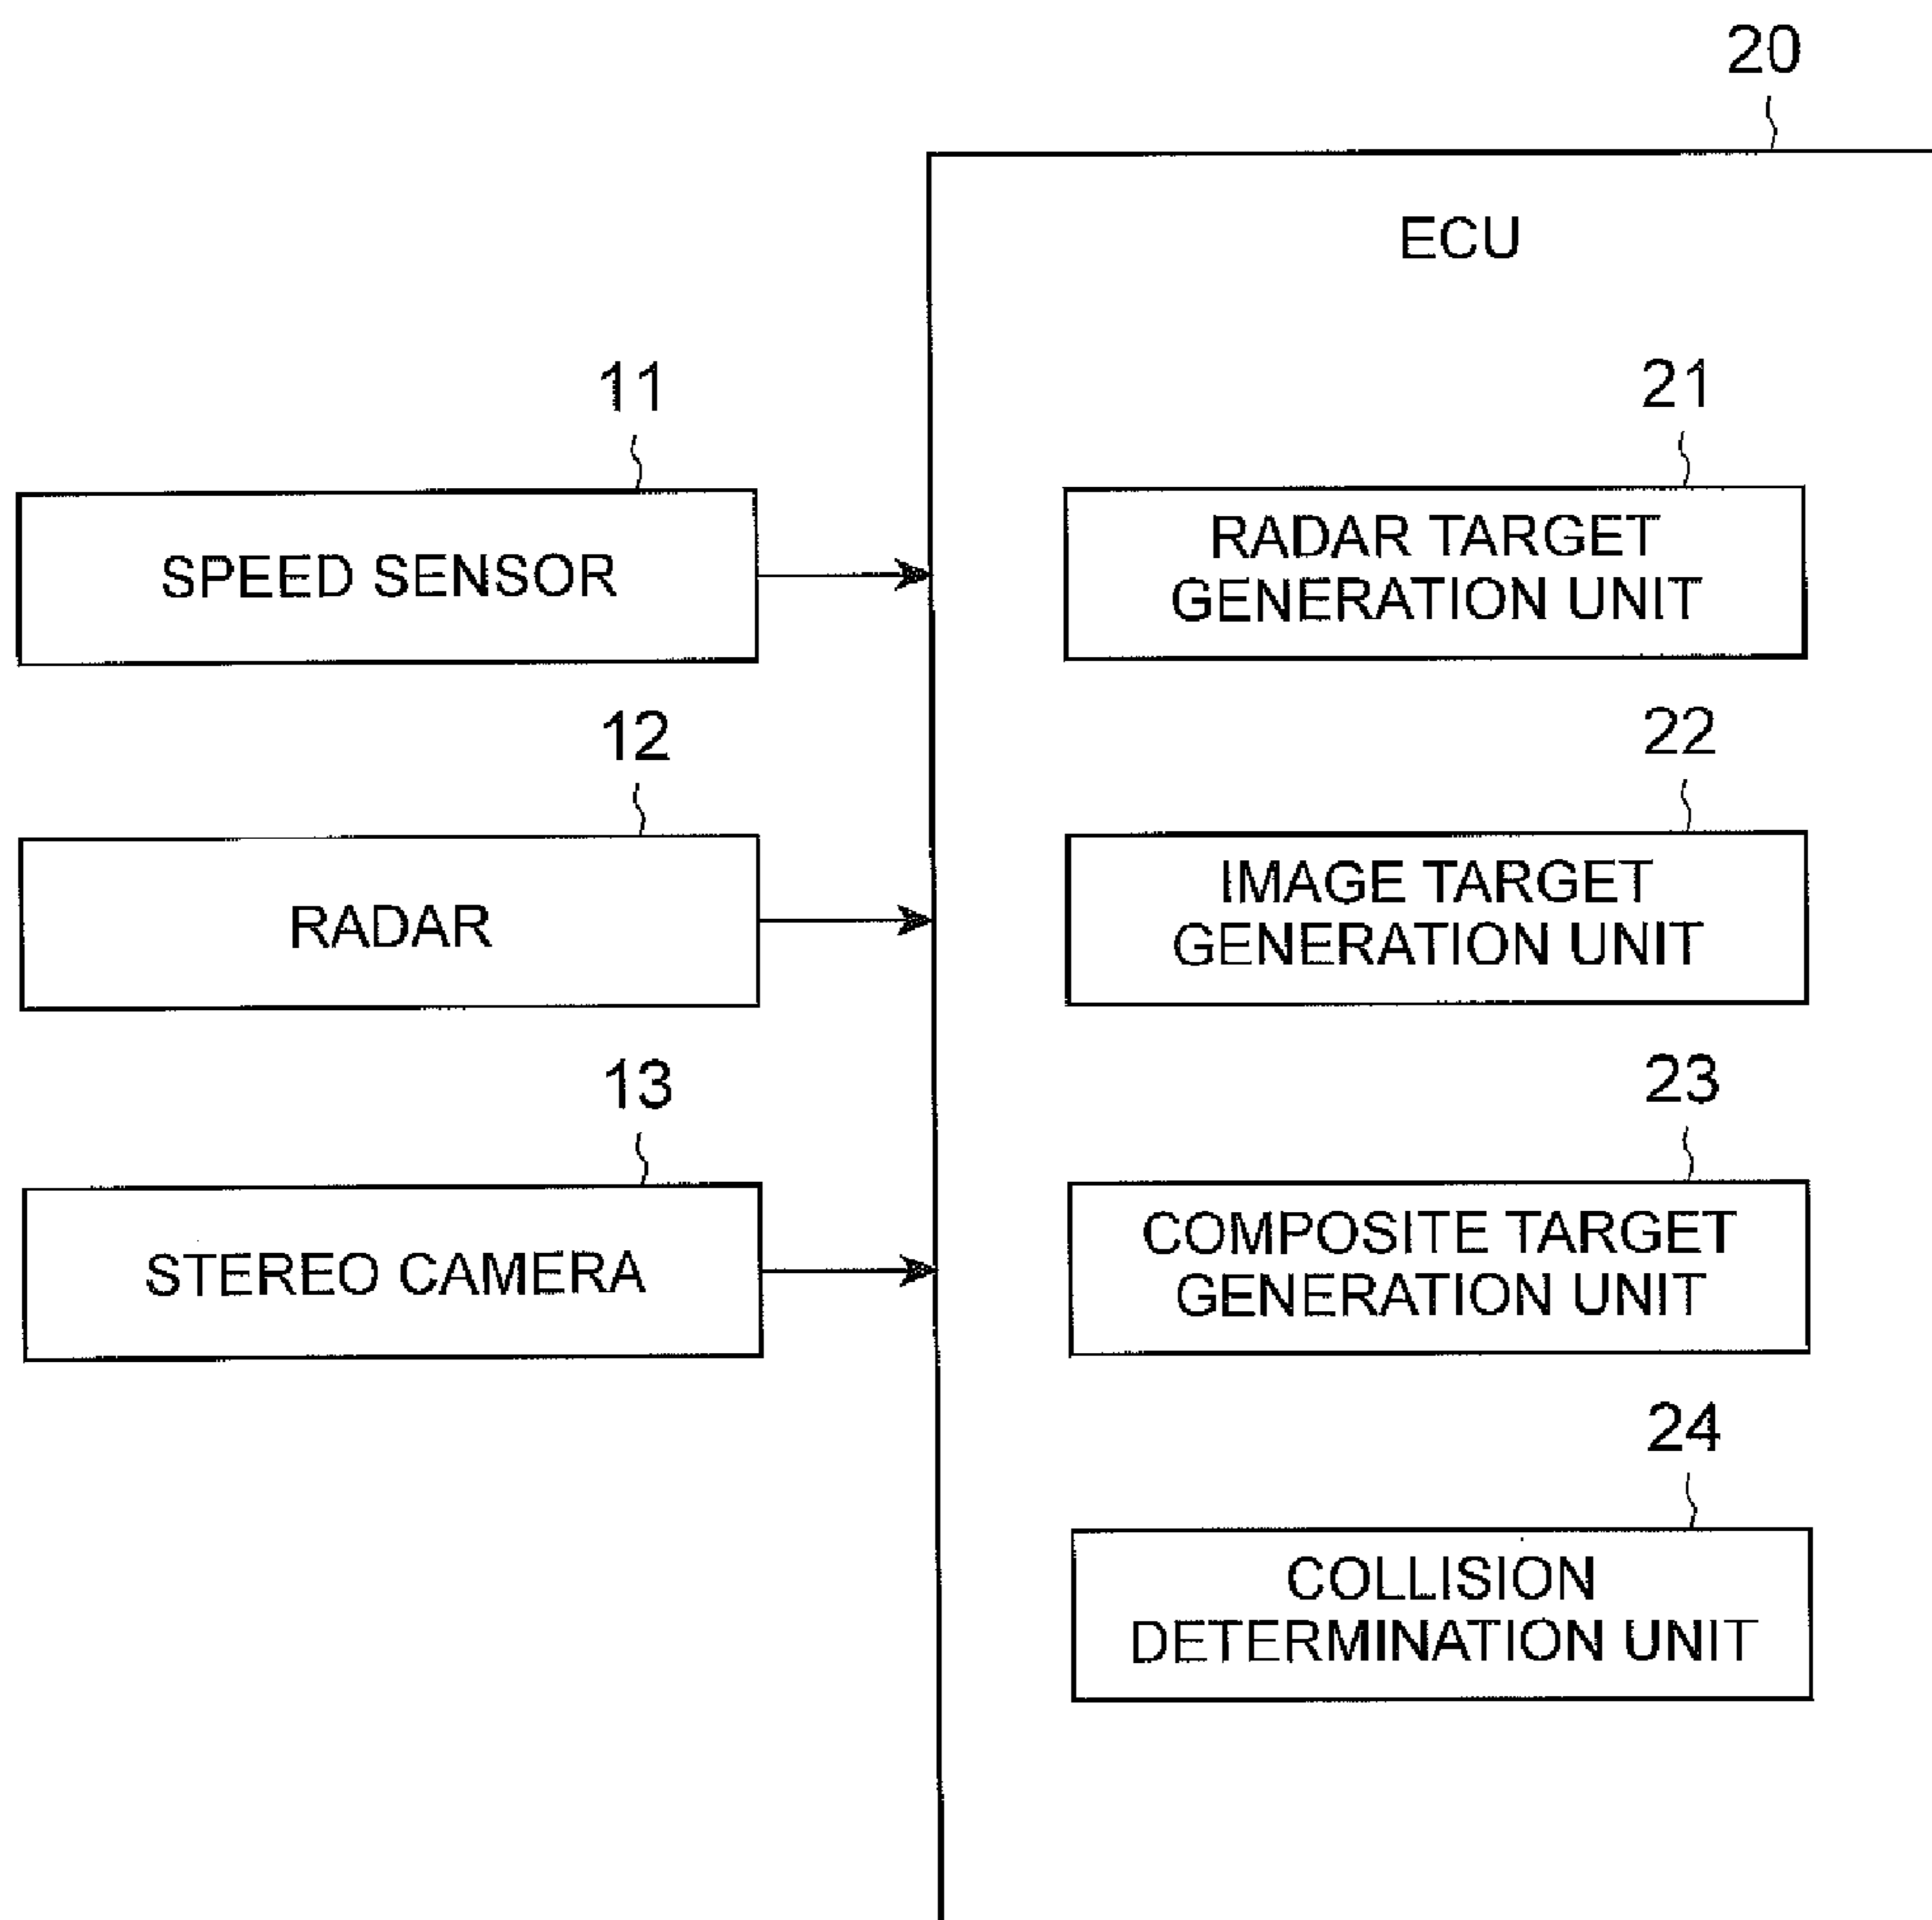 20
ECU
11
SPEED SENSOR
21
RADAR TARGET
GENERATION UNIT
12
RADAR
22
IMAGE TARGET
GENERATION UNIT
13
STEREO CAMERA
23
COMPOSITE TARGET
GENERATION UNIT
24
COLLISION
DETERMINATION UNIT